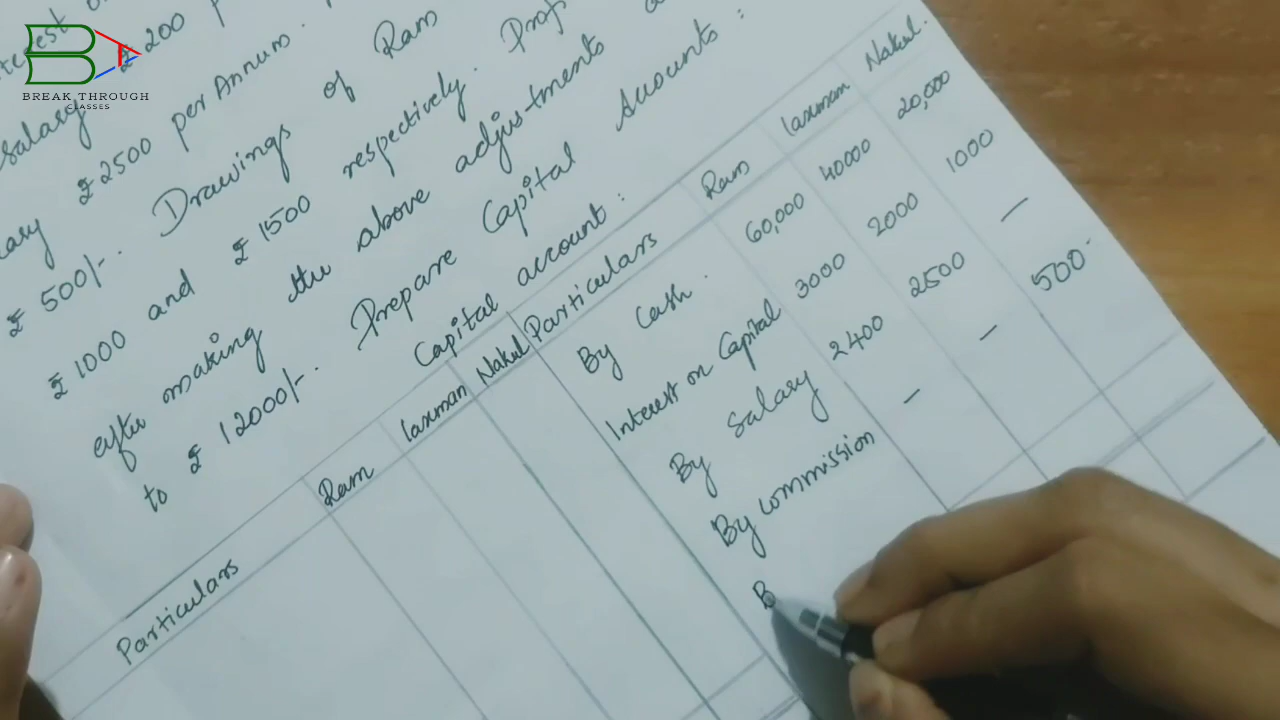 BREAK THROUGH
CLASSES
salary ₹ 200
₹ 2500 per Annum.
₹ 500/-. Drawings of Ram
₹ 1000 and ₹ 1500 respectively.
after making the above adjustments
to ₹ 12000/-. Prepare Capital Accounts :
Capital account :
Particulars Ram laxman Nakul Particulars Ram laxman Nakul
By Cash. 60,000 40000 20,000
Interest on Capital 3000 2000 1000
By Salary 2400 2500 —
By commission — — 500
B